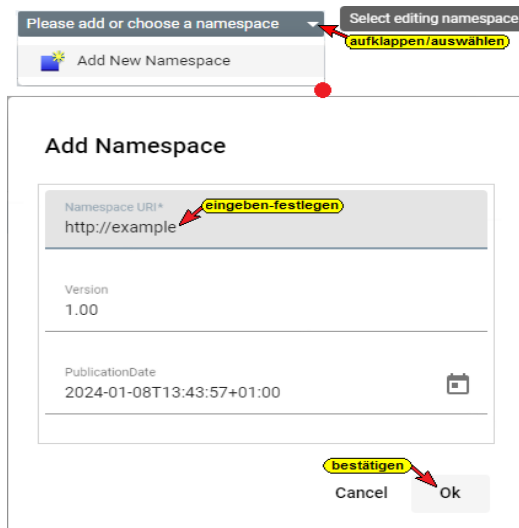 Please add or choose a namespace
Select editing namespace
aufklappen/auswählen
Add New Namespace
Add Namespace
Namespace URI*
eingeben-festlegen
http://example
Version
1.00
PublicationDate
2024-01-08T13:43:57+01:00
bestätigen
Cancel
Ok